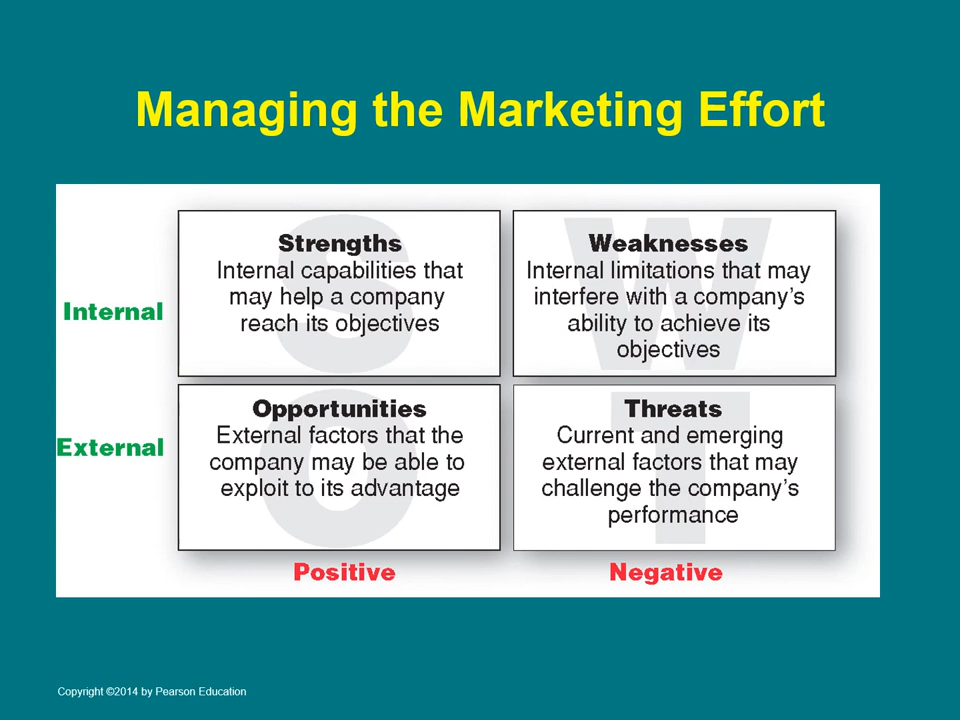 Managing the Marketing Effort
Internal
Strengths
Internal capabilities that
may help a company
reach its objectives
Weaknesses
Internal limitations that may
interfere with a company's
ability to achieve its
objectives
External
Opportunities
External factors that the
company may be able to
exploit to its advantage
Threats
Current and emerging
external factors that may
challenge the company's
performance
Positive
Negative
S
W
O
T
Copyright ©2014 by Pearson Education